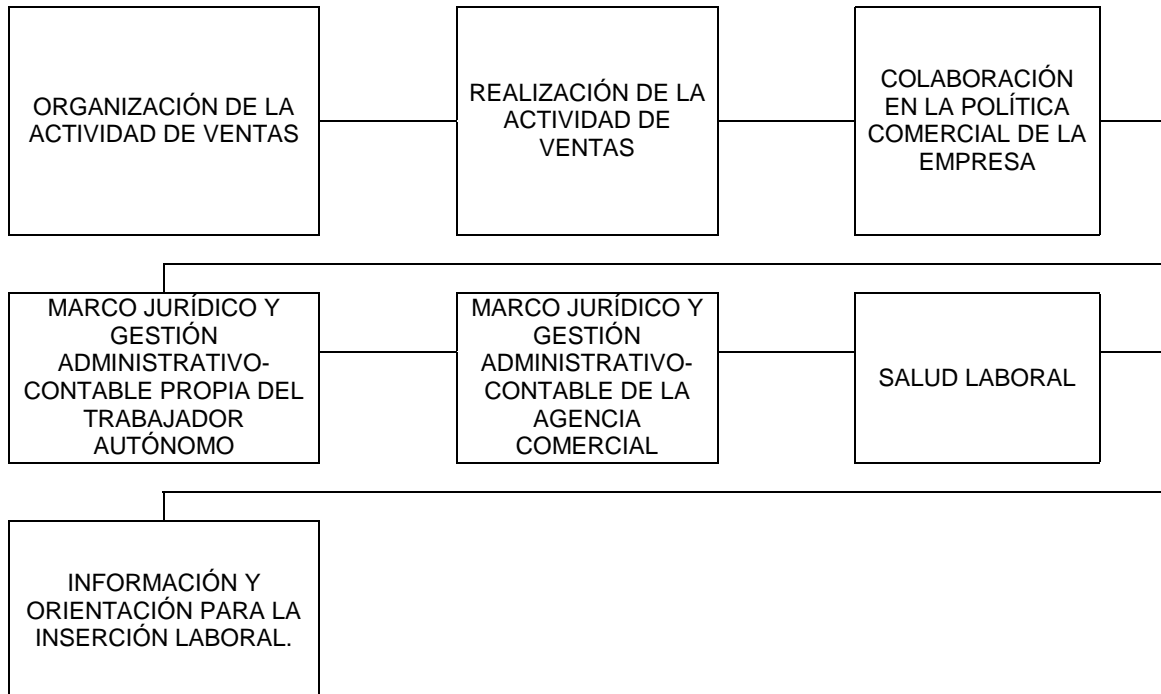 ORGANIZACIÓN DE LA
ACTIVIDAD DE VENTAS
REALIZACIÓN DE LA
ACTIVIDAD DE
VENTAS
COLABORACIÓN
EN LA POLÍTICA
COMERCIAL DE LA
EMPRESA
MARCO JURÍDICO Y
GESTIÓN
ADMINISTRATIVO-
CONTABLE PROPIA DEL
TRABAJADOR
AUTÓNOMO
MARCO JURÍDICO Y
GESTIÓN
ADMINISTRATIVO-
CONTABLE DE LA
AGENCIA
COMERCIAL
SALUD LABORAL
INFORMACIÓN Y
ORIENTACIÓN PARA LA
INSERCIÓN LABORAL.